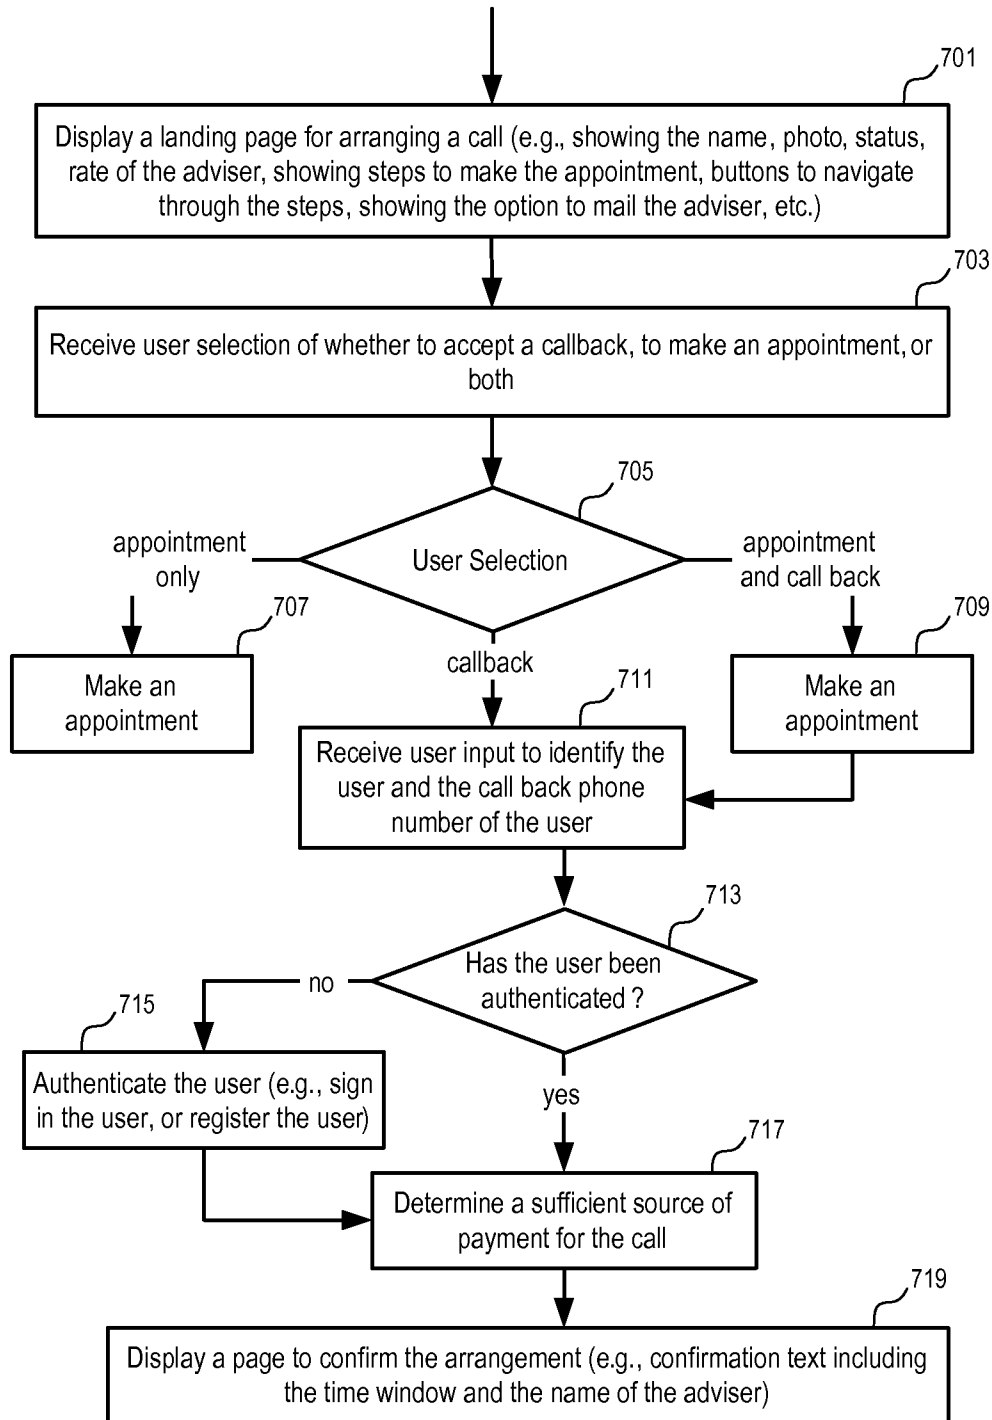 701
Display a landing page for arranging a call (e.g., showing the name, photo, status,
rate of the adviser, showing steps to make the appointment, buttons to navigate
through the steps, showing the option to mail the adviser, etc.)
703
Receive user selection of whether to accept a callback, to make an appointment, or
both
705
User Selection
appointment
only
appointment
and call back
707
Make an
appointment
callback
709
Make an
appointment
711
Receive user input to identify the
user and the call back phone
number of the user
713
Has the user been
authenticated ?
no
715
Authenticate the user (e.g., sign
in the user, or register the user)
yes
717
Determine a sufficient source of
payment for the call
719
Display a page to confirm the arrangement (e.g., confirmation text including
the time window and the name of the adviser)